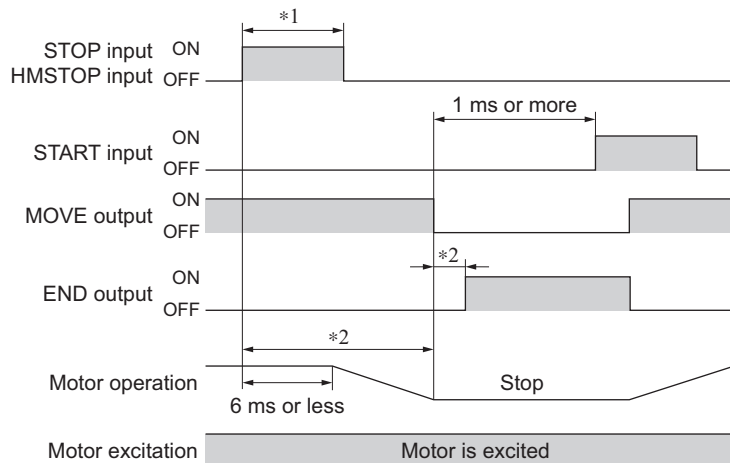 *1
STOP input ON
HMSTOP input OFF
1 ms or more
START input ON
OFF
MOVE output ON
OFF
*2
END output ON
OFF
*2
Motor operation
Stop
6 ms or less
Motor excitation
Motor is excited